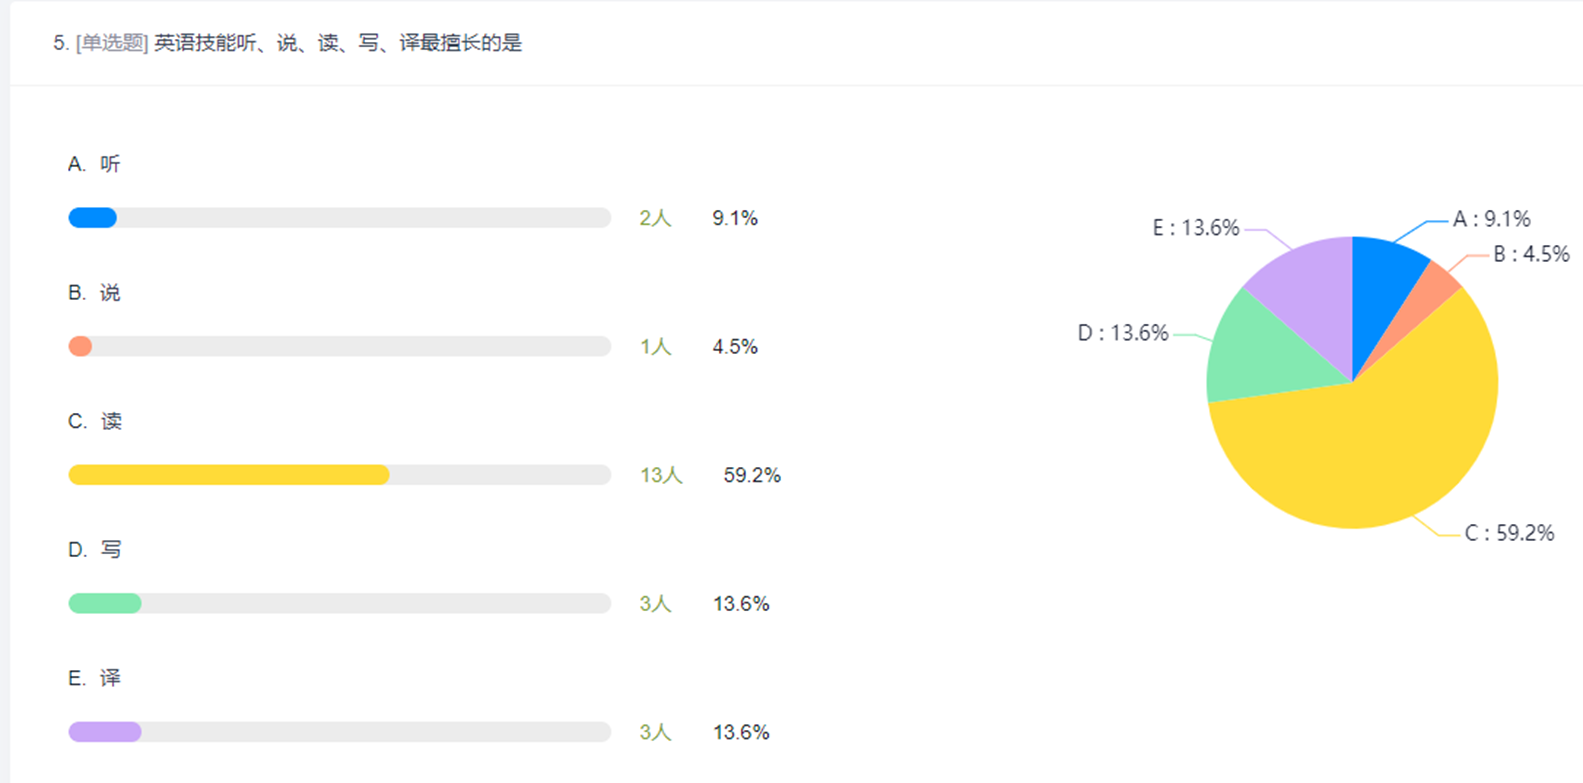 5. [单选题] 英语技能听、说、读、写、译最擅长的是
A. 听
2人 9.1%
B. 说
1人 4.5%
C. 读
13人 59.2%
D. 写
3人 13.6%
E. 译
3人 13.6%
A : 9.1%
E : 13.6%
B : 4.5%
D : 13.6%
C : 59.2%